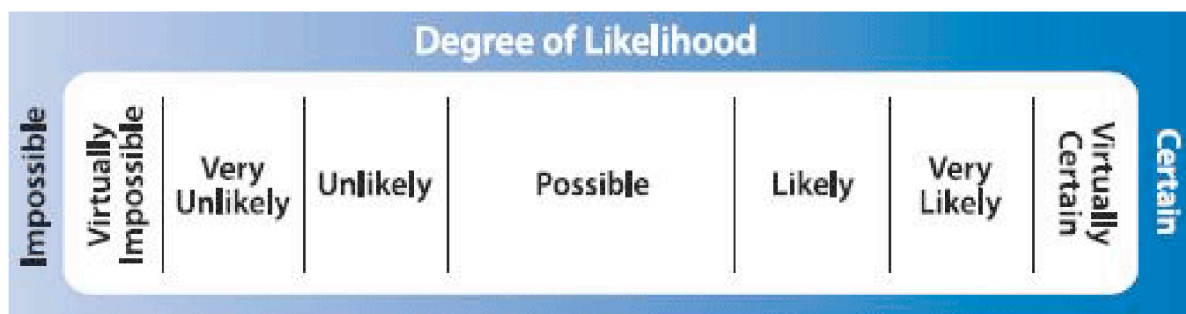 Degree of Likelihood
Impossible
Virtually
Impossible
Very
Unlikely
Unlikely
Possible
Likely
Very
Likely
Virtually
Certain
Certain